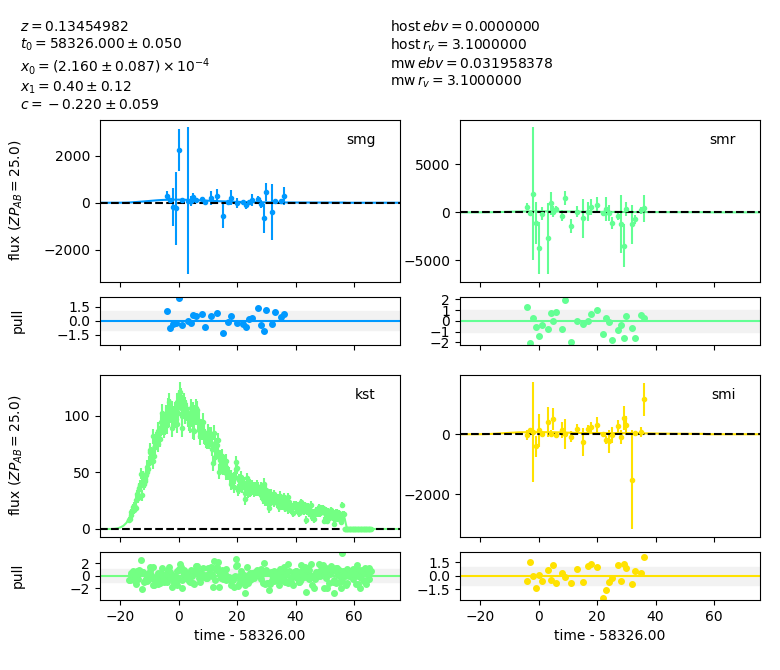 z = 0.13454982
t₀ = 58326.000 ± 0.050
x₀ = (2.160 ± 0.087) × 10⁻⁴
x₁ = 0.40 ± 0.12
c = −0.220 ± 0.059
host ebv = 0.0000000
host r_v = 3.1000000
mw ebv = 0.031958378
mw r_v = 3.1000000
smg
2000
0
−2000
flux (ZP_AB = 25.0)
smr
5000
0
−5000
1.5
0.0
−1.5
pull
2
1
0
−1
−2
kst
100
50
0
flux (ZP_AB = 25.0)
smi
0
−2000
2
0
−2
pull
1.5
0.0
−1.5
−20 0 20 40 60
time - 58326.00
−20 0 20 40 60
time - 58326.00